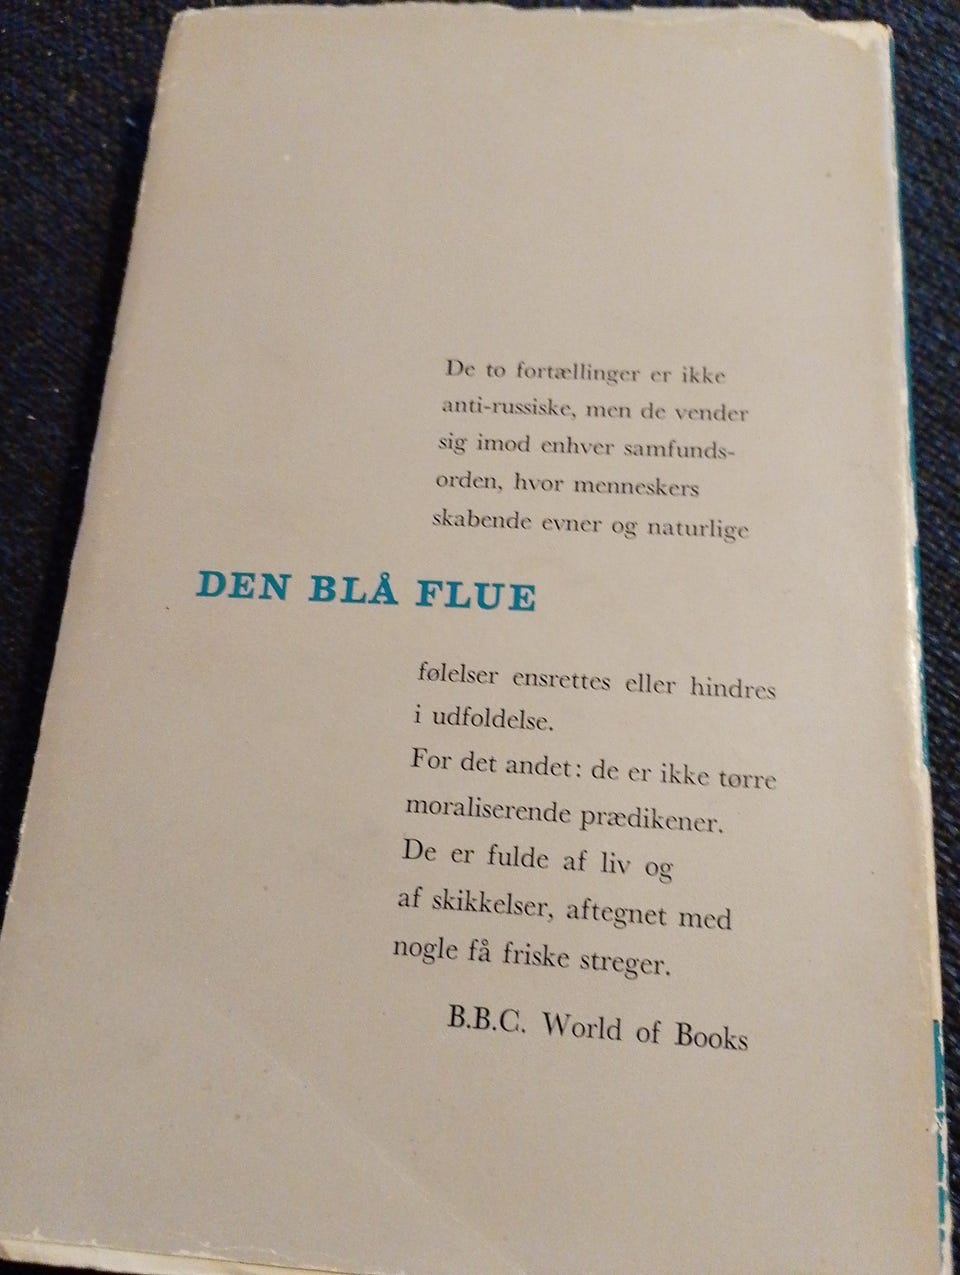 De to fortællinger er ikke
anti-russiske, men de vender
sig imod enhver samfunds-
orden, hvor menneskers
skabende evner og naturlige
DEN BLÅ FLUE
følelser ensrettes eller hindres
i udfoldelse.
For det andet: de er ikke tørre
moraliserende prædikener.
De er fulde af liv og
af skikkelser, aftegnet med
nogle få friske streger.
B.B.C. World of Books